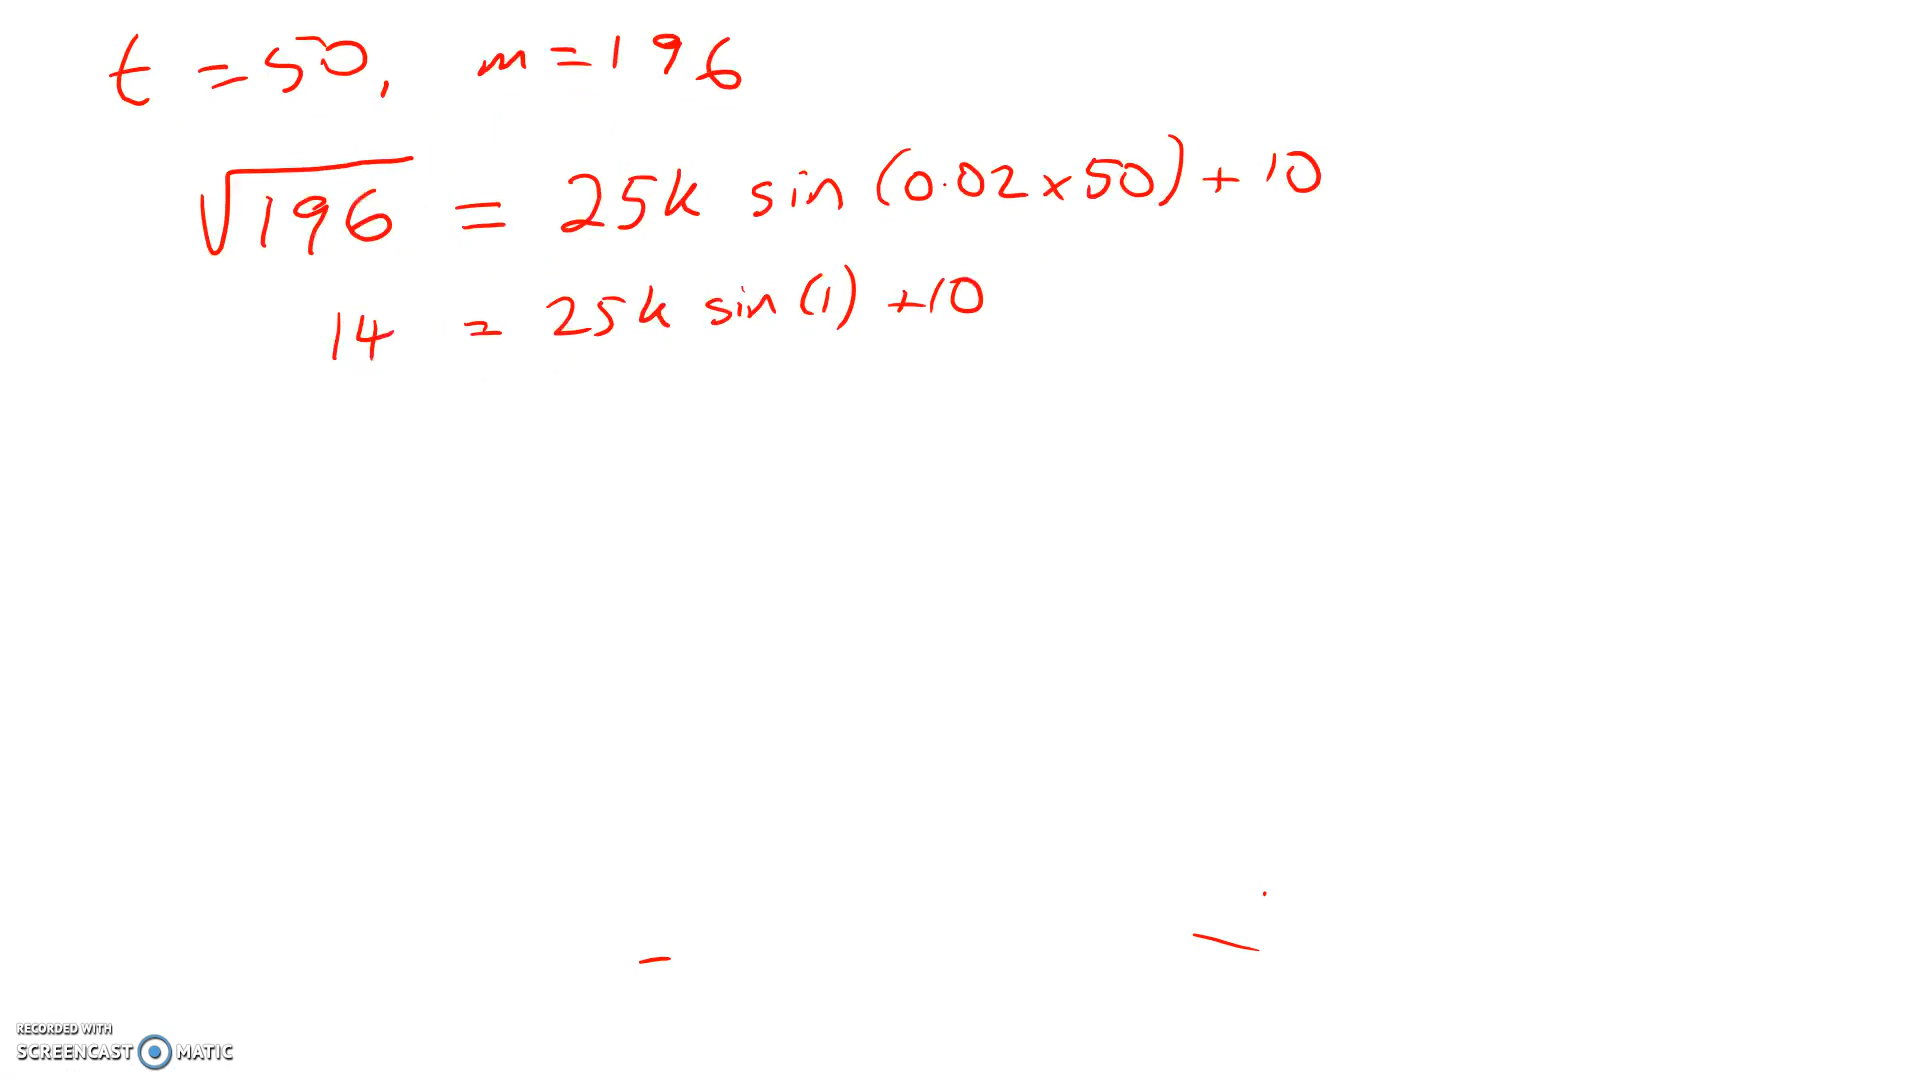 t = 50, m = 196
√196 = 25k sin (0.02 × 50) + 10
14 = 25k sin (1) + 10
RECORDED WITH
SCREENCAST MATIC